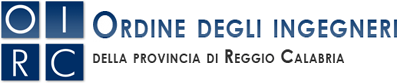 OI
RC
Ordine degli ingegneri
della provincia di Reggio Calabria